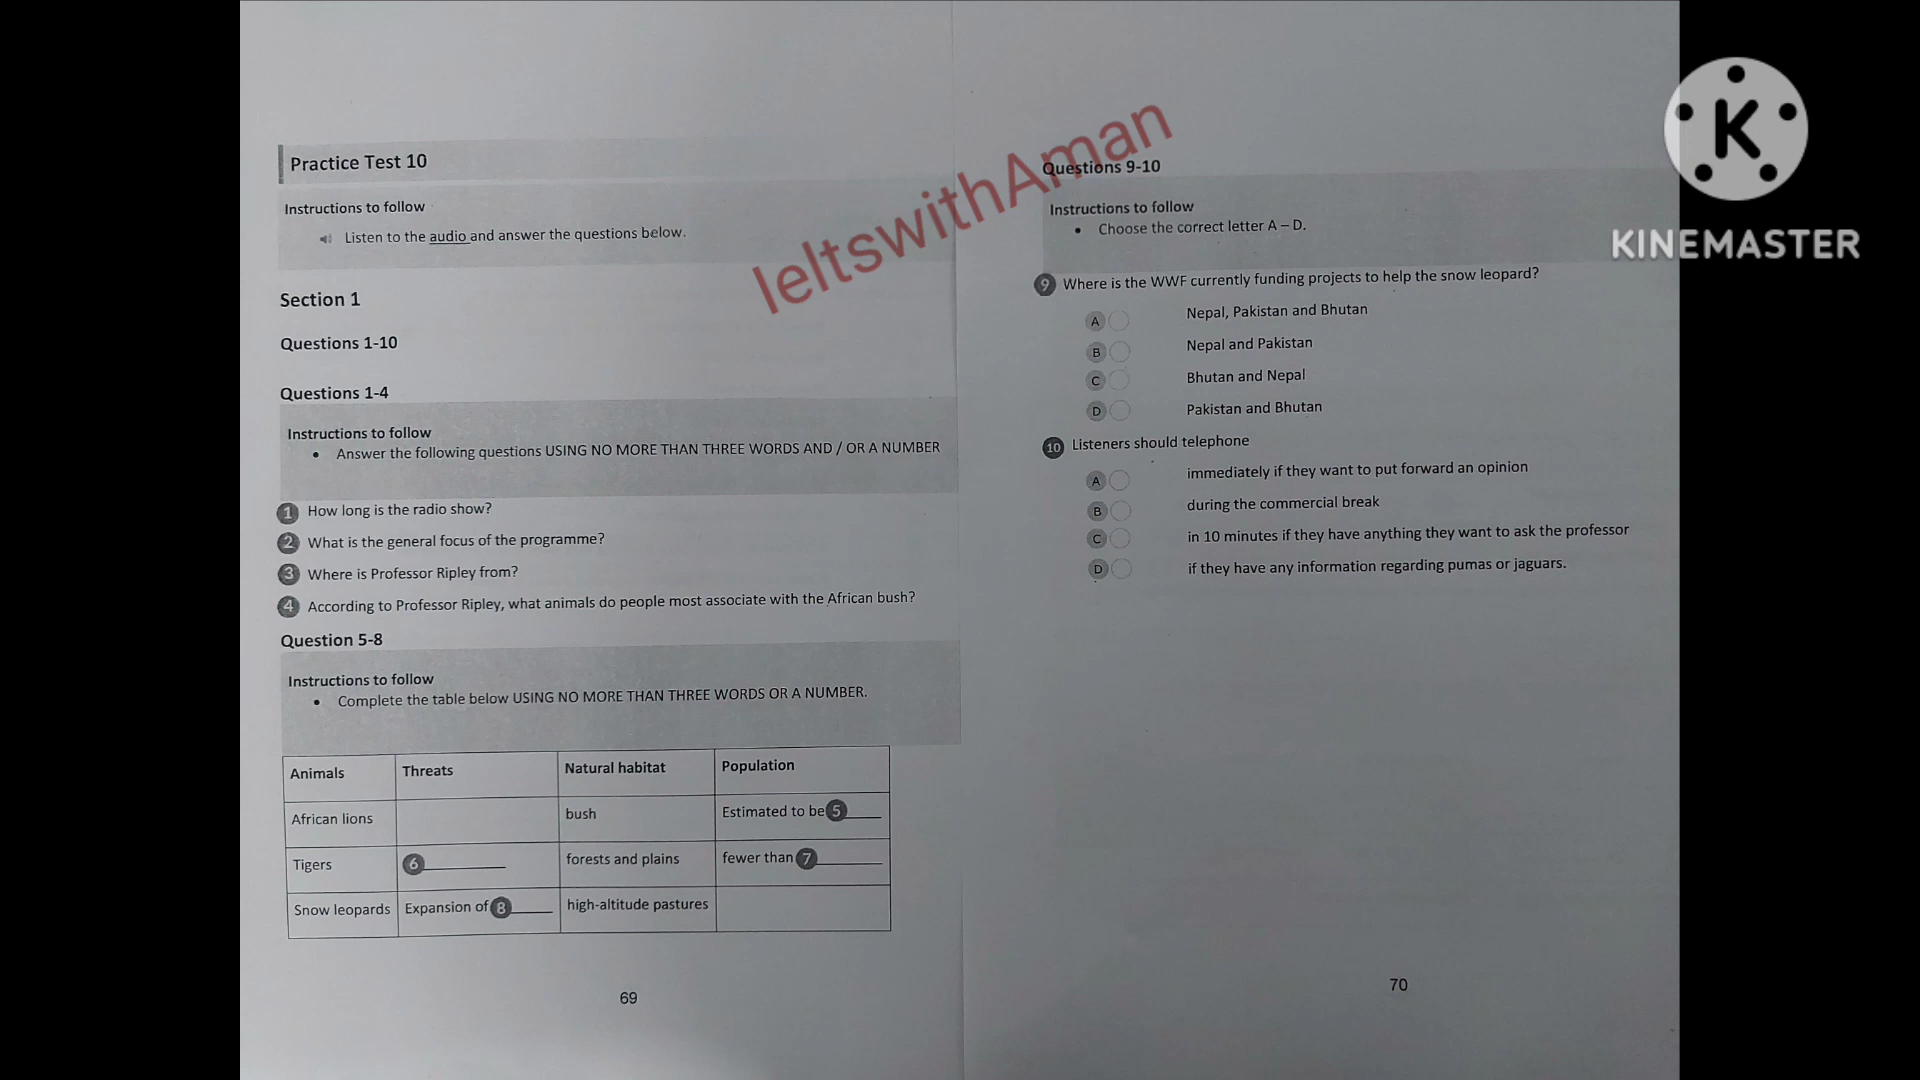 Practice Test 10
Instructions to follow
Listen to the audio and answer the questions below.
Section 1
Questions 1-10
Questions 1-4
Instructions to follow
• Answer the following questions USING NO MORE THAN THREE WORDS AND / OR A NUMBER
1 How long is the radio show?
2 What is the general focus of the programme?
3 Where is Professor Ripley from?
4 According to Professor Ripley, what animals do people most associate with the African bush?
Question 5-8
Instructions to follow
• Complete the table below USING NO MORE THAN THREE WORDS OR A NUMBER.
Animals Threats Natural habitat Population
African lions bush Estimated to be 5____
Tigers 6____ forests and plains fewer than 7____
Snow leopards Expansion of 8____ high-altitude pastures
69
IeltswithAman
Questions 9-10
Instructions to follow
• Choose the correct letter A – D.
9 Where is the WWF currently funding projects to help the snow leopard?
A Nepal, Pakistan and Bhutan
B Nepal and Pakistan
C Bhutan and Nepal
D Pakistan and Bhutan
10 Listeners should telephone
A immediately if they want to put forward an opinion
B during the commercial break
C in 10 minutes if they have anything they want to ask the professor
D if they have any information regarding pumas or jaguars.
70
K
KINEMASTER